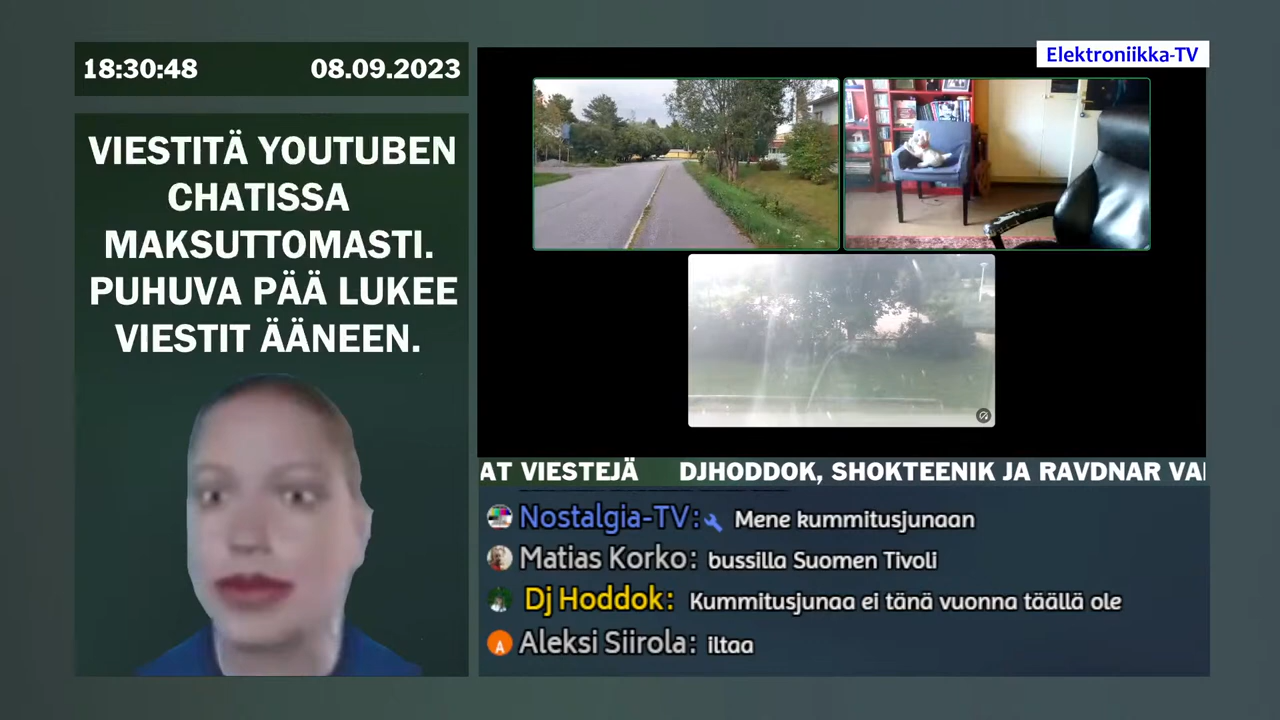 18:30:48 08.09.2023
VIESTITÄ YOUTUBEN
CHATISSA
MAKSUTTOMASTI.
PUHUVA PÄÄ LUKEE
VIESTIT ÄÄNEEN.
Elektroniikka-TV
AT VIESTEJÄ DJHODDOK, SHOKTEENIK JA RAVDNAR
Nostalgia-TV: Mene kummitusjunaan
Matias Korko: bussilla Suomen Tivoli
Dj Hoddok: Kummitusjunaa ei tänä vuonna täällä ole
A Aleksi Siirola: iltaa